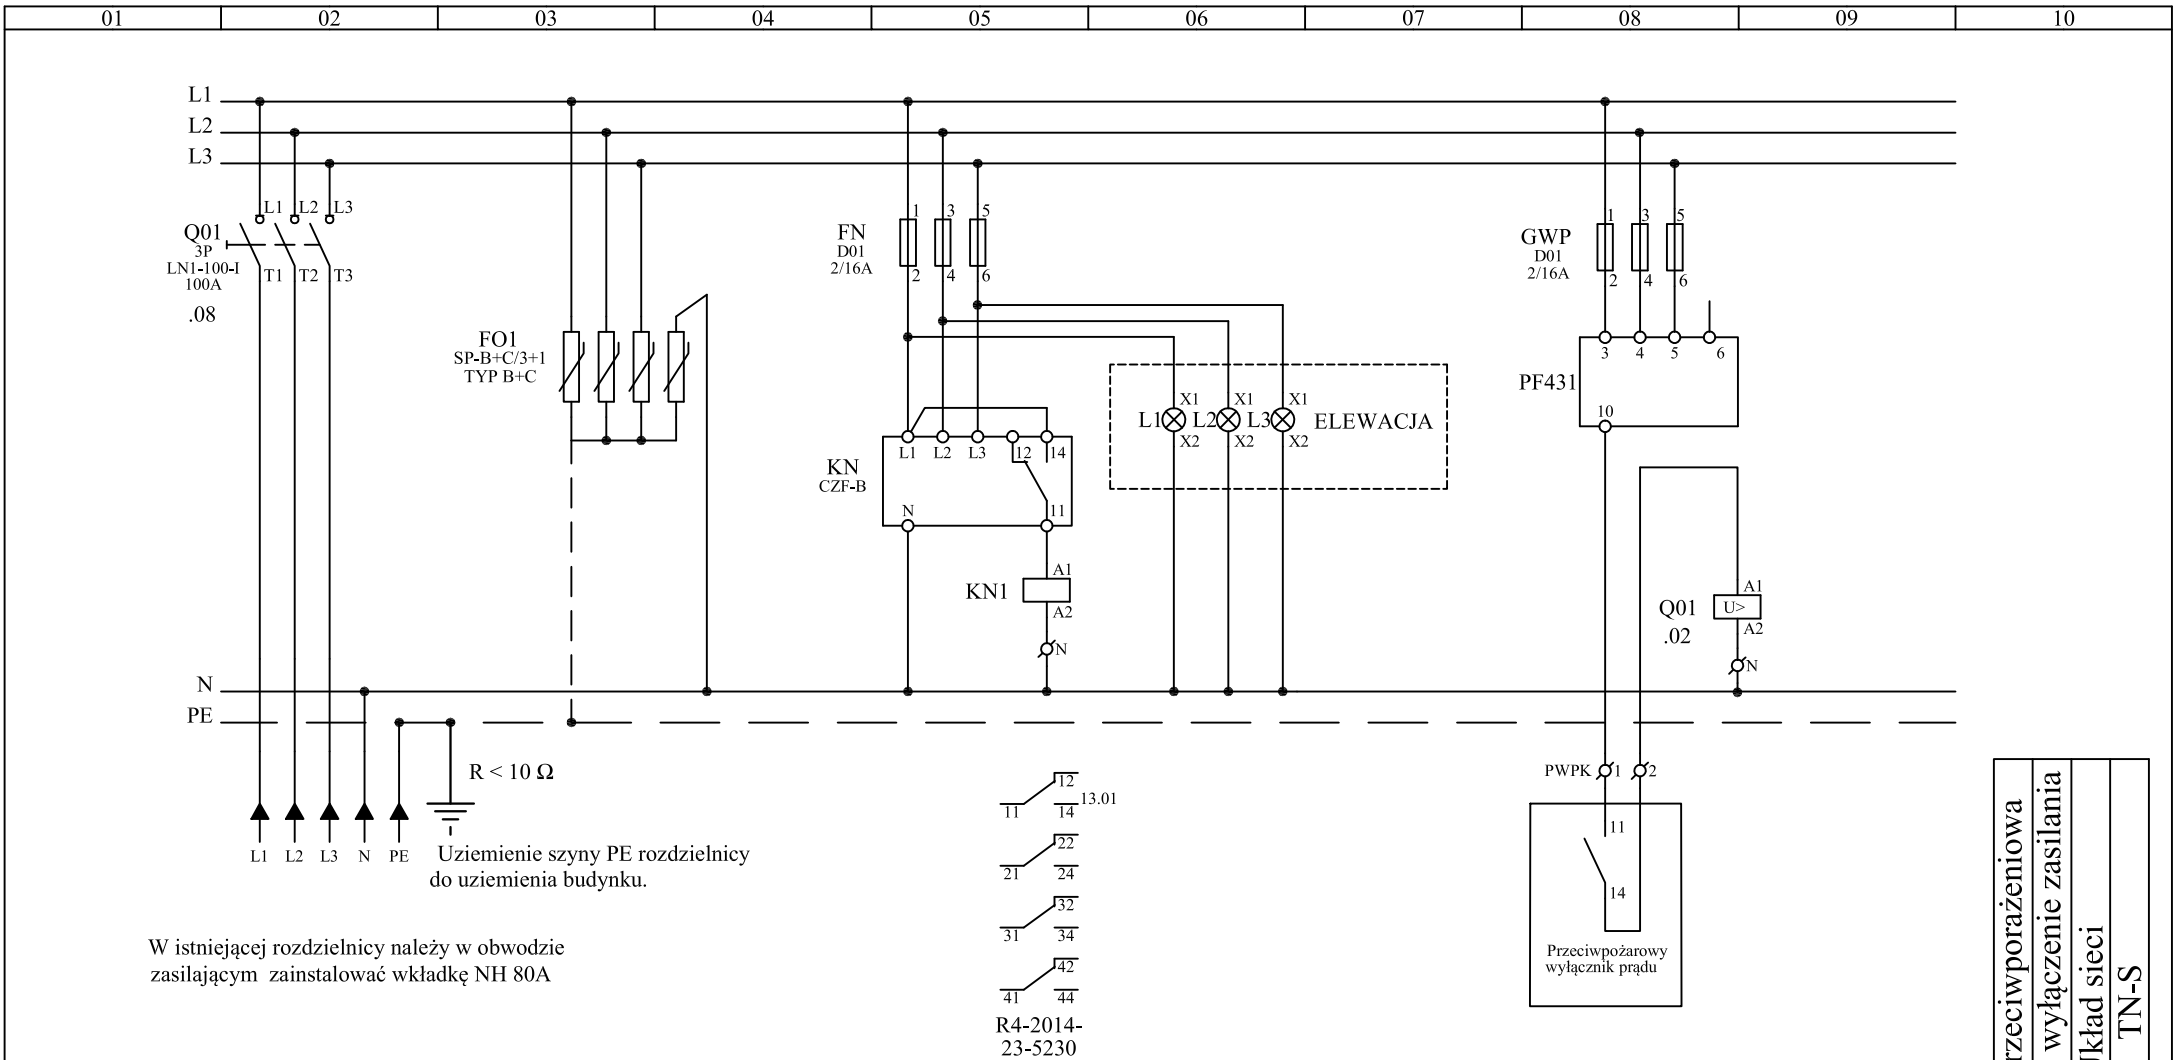 01 02 03 04 05 06 07 08 09 10
L1
L2
L3
L1 L2 L3
Q01
3P
LN1-100-I
100A
T1 T2 T3
.08
FO1
SP-B+C/3+1
TYP B+C
FN
D01
2/16A
1 3 5
2 4 6
GWP
D01
2/16A
1 3 5
2 4 6
3 4 5 6
PF431
10
X1 X1 X1
L1 L2 L3 ELEWACJA
X2 X2 X2
L1 L2 L3 12 14
KN
CZF-B
N 11
A1
KN1
A2
N
A1
Q01 U>
.02 A2
N
N
PE
R < 10 Ω
L1 L2 L3 N PE
Uziemienie szyny PE rozdzielnicy
do uziemienia budynku.
W istniejącej rozdzielnicy należy w obwodzie
zasilającym zainstalować wkładkę NH 80A
12
13.01
11 14
22
21 24
32
31 34
42
41 44
R4-2014-
23-5230
PWPK 1 2
11
14
Przeciwpożarowy
wyłącznik prądu
rzeciwporażeniowa
wyłączenie zasilania
kład sieci
TN-S